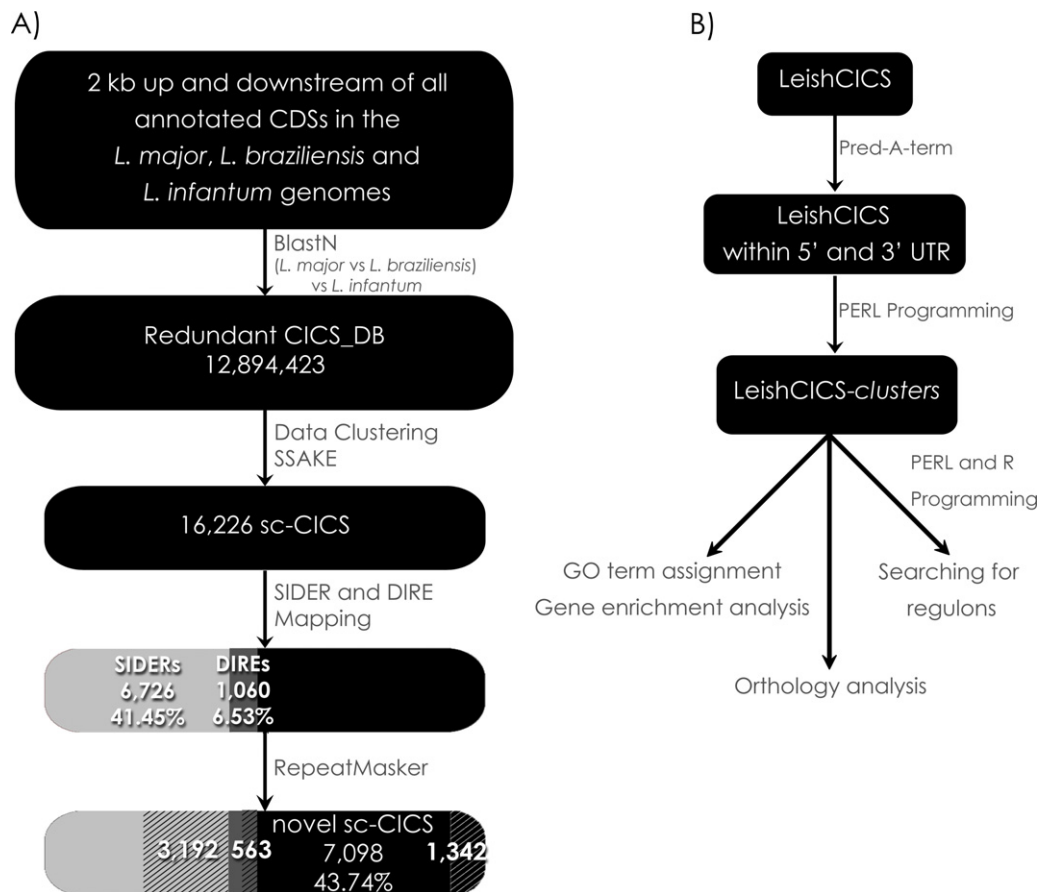 A)
2 kb up and downstream of all
annotated CDSs in the
L. major, L. braziliensis and
L. infantum genomes
BlastN
(L. major vs L. braziliensis)
vs L. infantum
Redundant CICS_DB
12,894,423
Data Clustering
SSAKE
16,226 sc-CICS
SIDER and DIRE
Mapping
SIDERs
6,726
41.45%
DIREs
1,060
6.53%
RepeatMasker
3,192
563
novel sc-CICS
7,098
43.74%
1,342
B)
LeishCICS
Pred-A-term
LeishCICS
within 5’ and 3’ UTR
PERL Programming
LeishCICS-clusters
PERL and R
Programming
GO term assignment
Gene enrichment analysis
Searching for
regulons
Orthology analysis